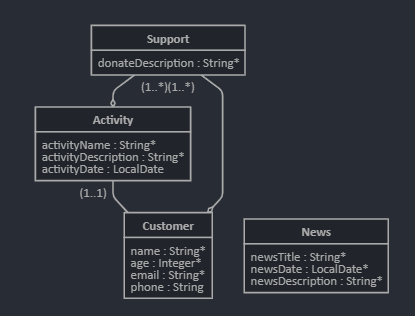 Support
donateDescription : String*
(1..*)(1..*)
Activity
activityName : String*
activityDescription : String*
activityDate : LocalDate
(1..1)
Customer
name : String*
age : Integer*
email : String*
phone : String
News
newsTitle : String*
newsDate : LocalDate*
newsDescription : String*